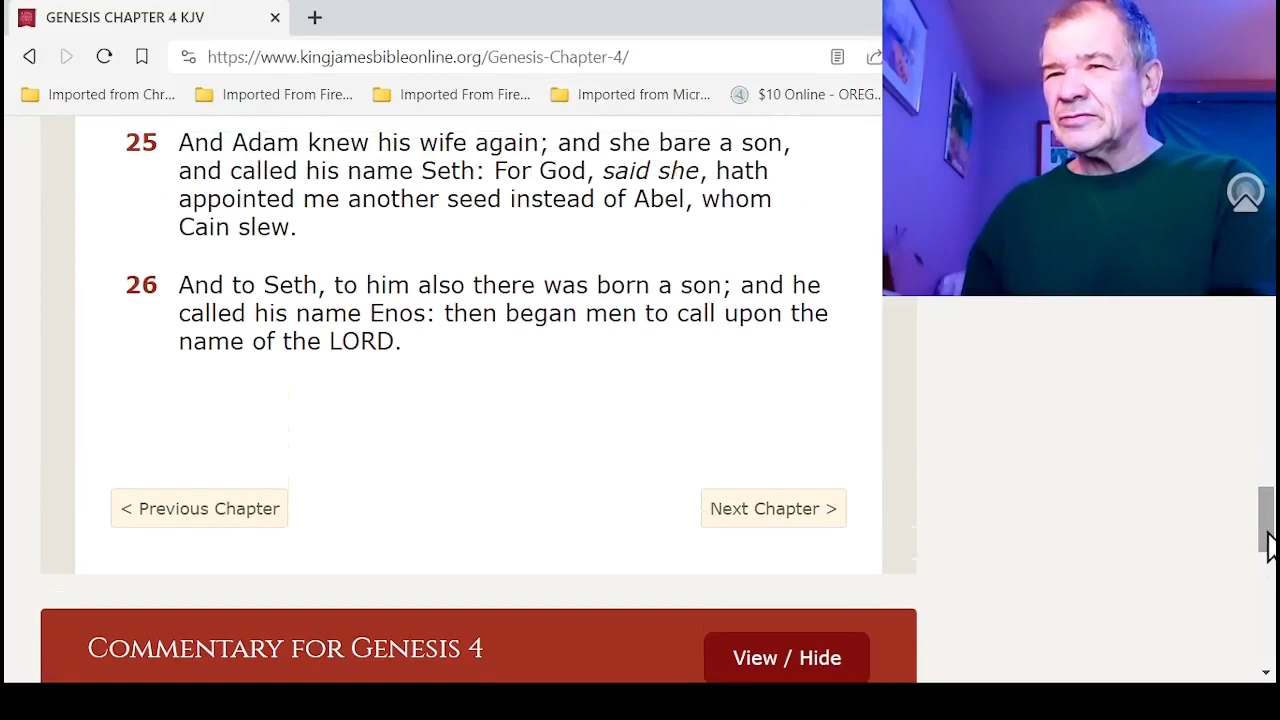 GENESIS CHAPTER 4 KJV
https://www.kingjamesbibleonline.org/Genesis-Chapter-4/
Imported from Chr... Imported From Fire... Imported From Fire... Imported from Micr... $10 Online - OREG...
25 And Adam knew his wife again; and she bare a son,
and called his name Seth: For God, said she, hath
appointed me another seed instead of Abel, whom
Cain slew.
26 And to Seth, to him also there was born a son; and he
called his name Enos: then began men to call upon the
name of the LORD.
< Previous Chapter Next Chapter >
COMMENTARY FOR GENESIS 4
View / Hide